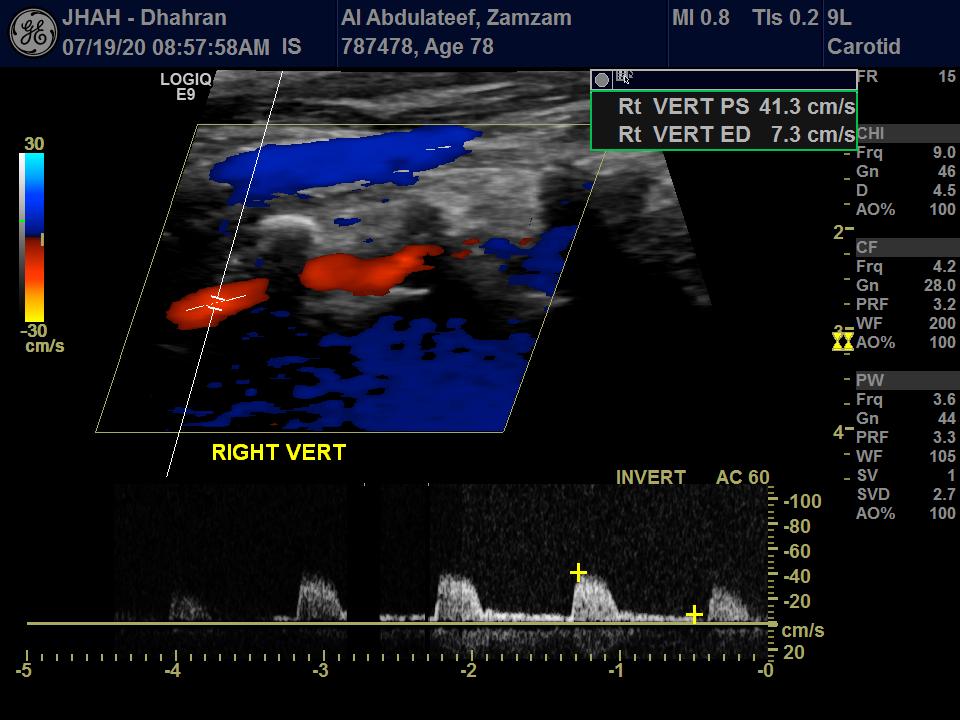 GE
JHAH - Dhahran
07/19/20 08:57:58AM IS
Al Abdulateef, Zamzam
787478, Age 78
MI 0.8 TIs 0.2
9L
Carotid
LOGIQ
E9
Rt VERT PS 41.3 cm/s
Rt VERT ED 7.3 cm/s
FR 15
CHI
Frq 9.0
Gn 46
D 4.5
AO% 100
CF
Frq 4.2
Gn 28.0
PRF 3.2
WF 200
AO% 100
PW
Frq 3.6
Gn 44
PRF 3.3
WF 105
SV 1
SVD 2.7
AO% 100
30
-30
cm/s
2
3
4
RIGHT VERT
INVERT AC 60
-100
-80
-60
-40
-20
cm/s
20
-5 -4 -3 -2 -1 -0